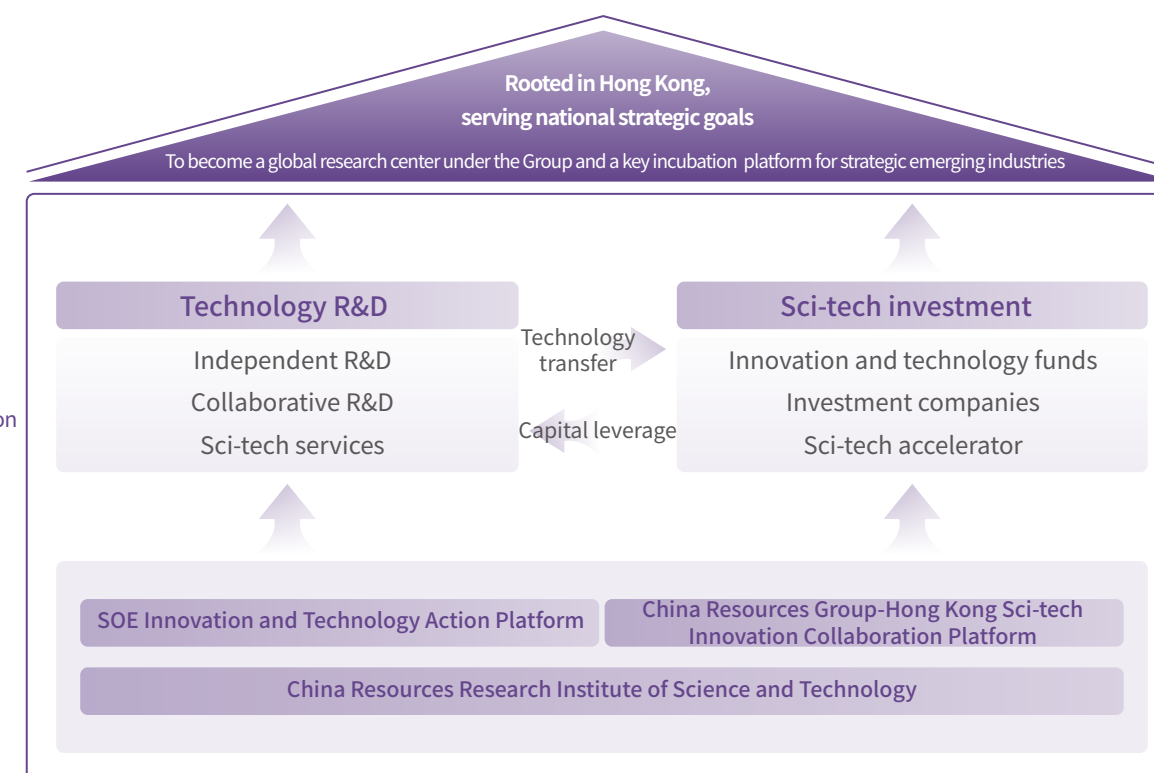 Rooted in Hong Kong,
serving national strategic goals
To become a global research center under the Group and a key incubation platform for strategic emerging industries
Technology R&D
Independent R&D
Collaborative R&D
Sci-tech services
Technology
transfer
Capital leverage
Sci-tech investment
Innovation and technology funds
Investment companies
Sci-tech accelerator
SOE Innovation and Technology Action Platform
China Resources Group-Hong Kong Sci-tech
Innovation Collaboration Platform
China Resources Research Institute of Science and Technology